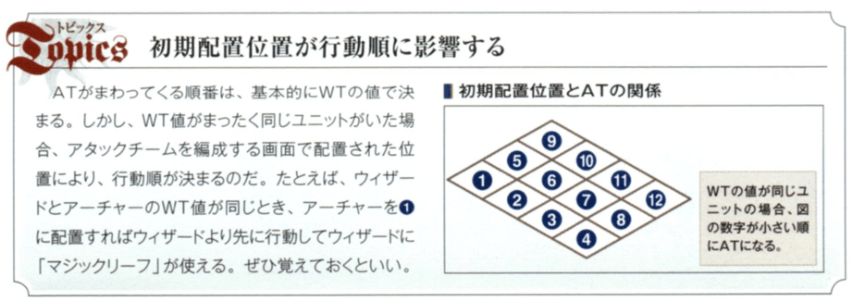 トピックス
Topics
初期配置位置が行動順に影響する
ATがまわってくる順番は、基本的にWTの値で決
まる。しかし、WT値がまったく同じユニットがいた場
合、アタックチームを編成する画面で配置された位
置により、行動順が決まるのだ。たとえば、ウィザー
ドとアーチャーのWT値が同じとき、アーチャーを❶
に配置すればウィザードより先に行動してウィザードに
「マジックリーフ」が使える。ぜひ覚えておくといい。
初期配置位置とATの関係
9
5 10
1 6 11
2 7 12
3 8
4
WTの値が同じユ
ニットの場合、図
の数字が小さい順
にATになる。